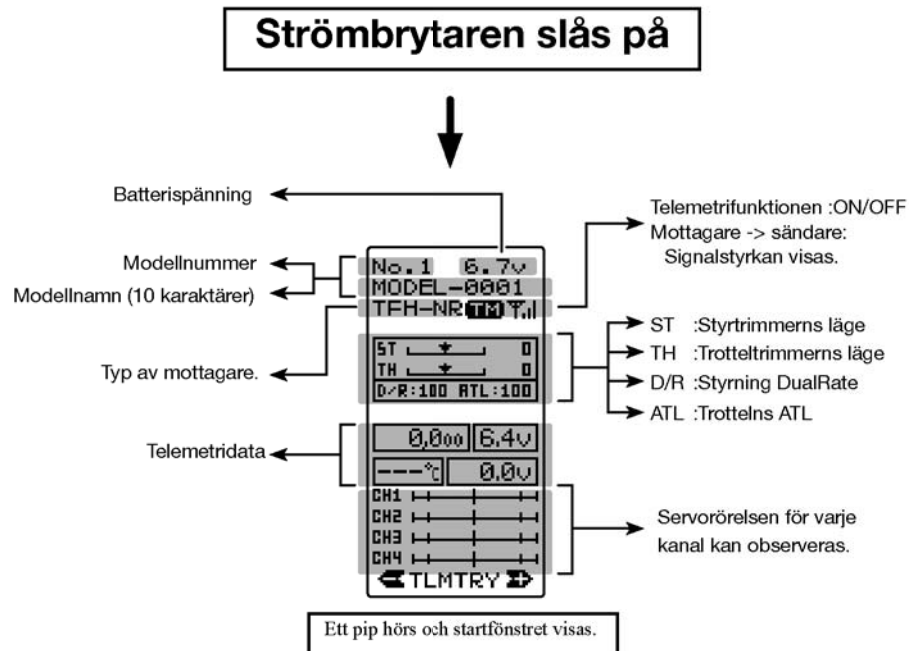 Strömbrytaren slås på
Batterispänning
Modellnummer
Modellnamn (10 karaktärer)
Typ av mottagare.
Telemetridata
No.1 6.7v
MODEL-0001
TFH-NR TM
ST 0
TH 0
D/R:100 ATL:100
0,000 6.4v
---℃ 0.0v
CH1
CH2
CH3
CH4
TLMTRY
Telemetrifunktionen :ON/OFF
Mottagare -> sändare:
Signalstyrkan visas.
ST :Styrtrimmerns läge
TH :Trotteltrimmerns läge
D/R :Styrning DualRate
ATL :Trottelns ATL
Servorörelsen för varje
kanal kan observeras.
Ett pip hörs och startfönstret visas.